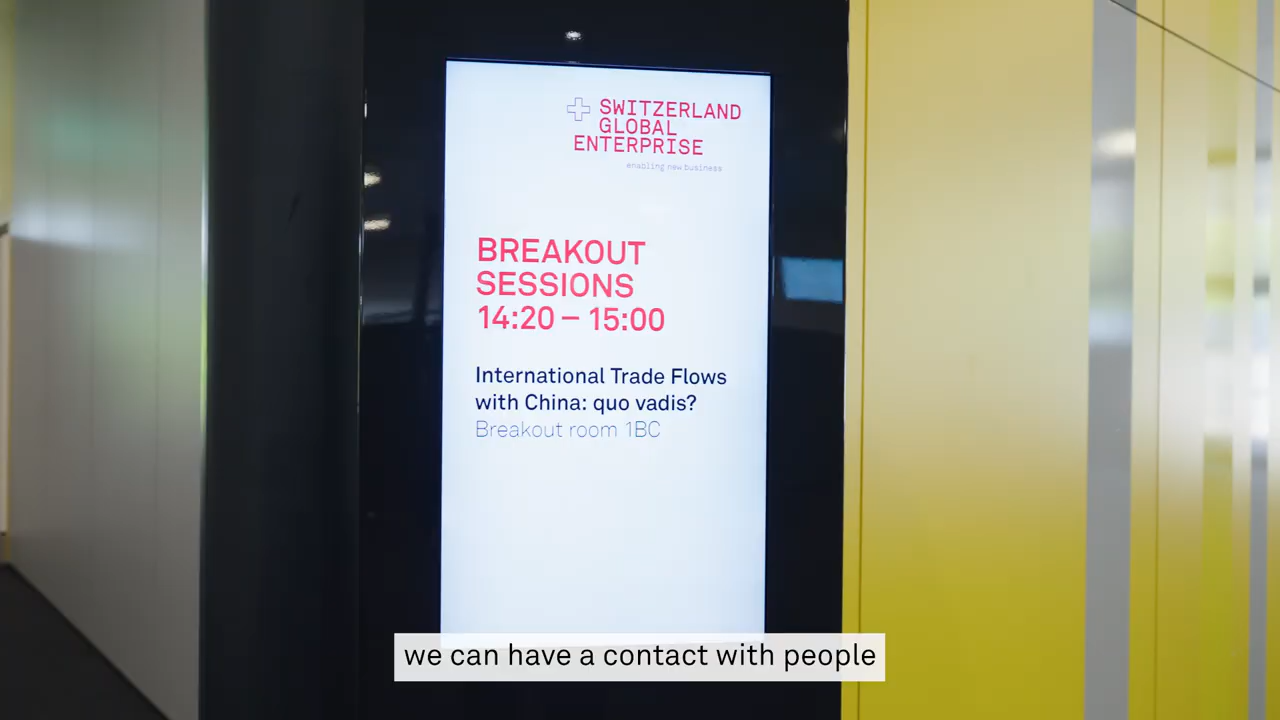 SWITZERLAND
GLOBAL
ENTERPRISE
enabling new business
BREAKOUT
SESSIONS
14:20 – 15:00
International Trade Flows
with China: quo vadis?
Breakout room 1BC
we can have a contact with people